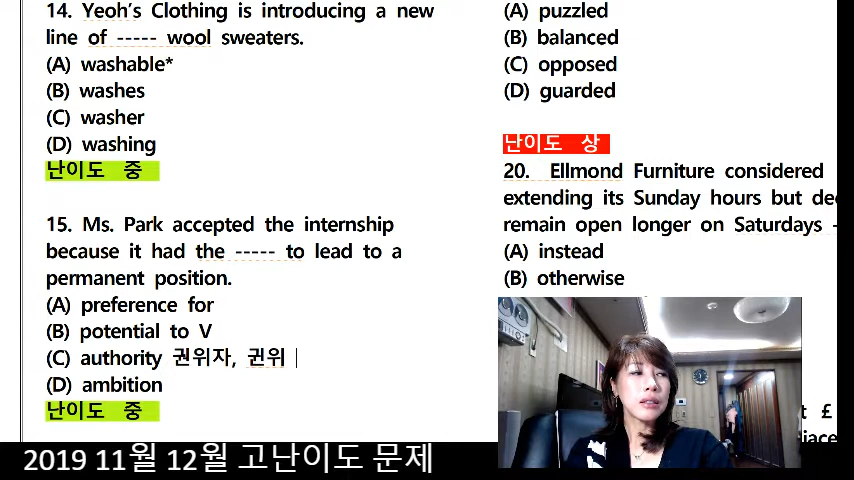 14. Yeoh's Clothing is introducing a new
line of ----- wool sweaters.
(A) washable*
(B) washes
(C) washer
(D) washing
난이도 중
15. Ms. Park accepted the internship
because it had the ----- to lead to a
permanent position.
(A) preference for
(B) potential to V
(C) authority 권위자, 귄위
(D) ambition
난이도 중
(A) puzzled
(B) balanced
(C) opposed
(D) guarded
난이도 상
20. Ellmond Furniture considered
extending its Sunday hours but
remain open longer on Saturdays
(A) instead
(B) otherwise
t £
2019 11월 12월 고난이도 문제